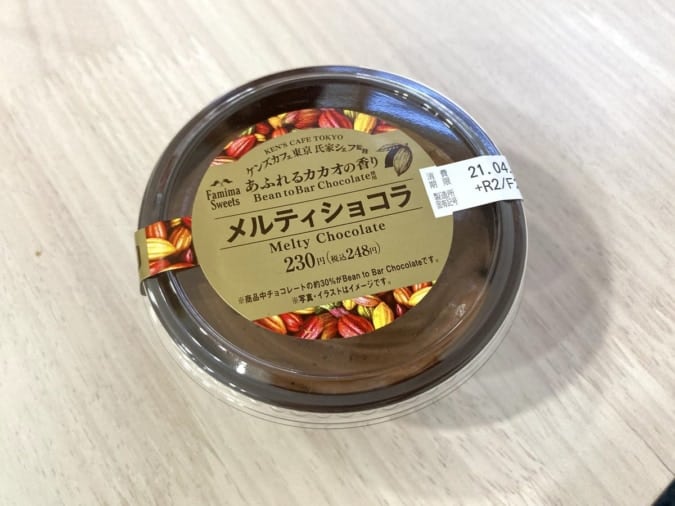 KEN'S CAFE TOKYO
ケンズカフェ東京 氏家シェフ監修
Famima Sweets
あふれるカカオの香り
Bean to Bar Chocolate使用
メルティショコラ
Melty Chocolate
230円(税込248円)
※商品中チョコレートの約30%がBean to Bar Chocolateです。
※写真・イラストはイメージです。
消費期限
21.04.
製造所固有記号
+R2/F